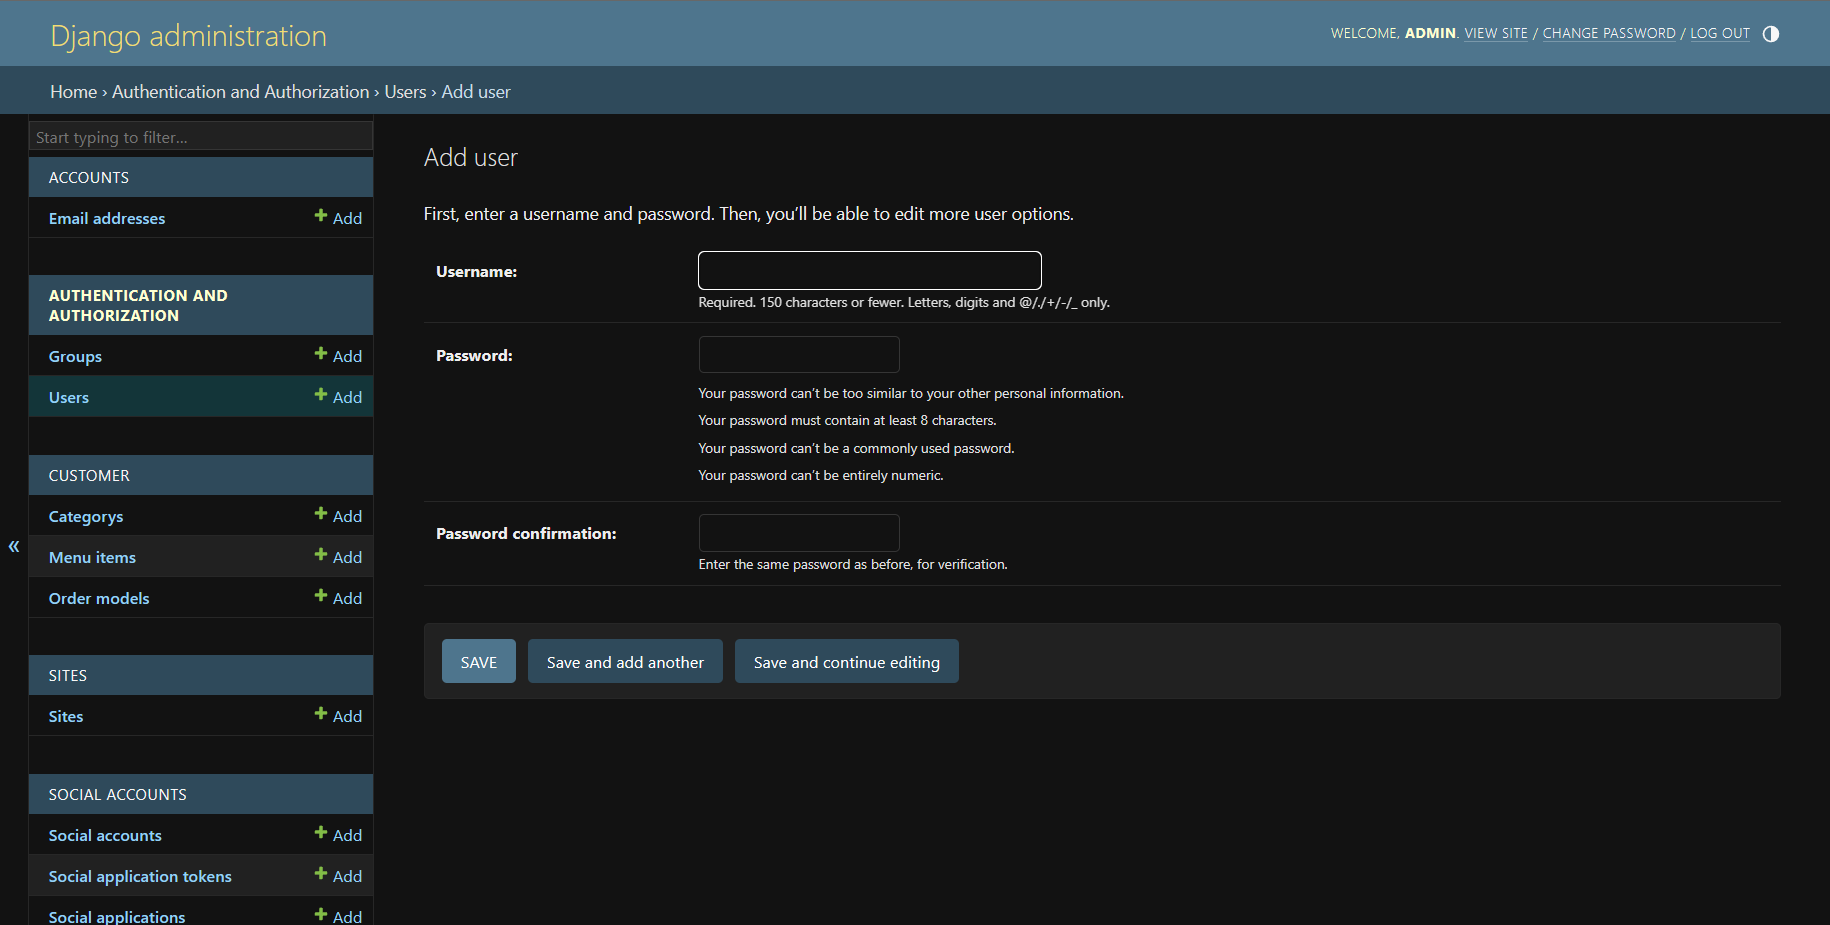 Django administration
WELCOME, ADMIN. VIEW SITE / CHANGE PASSWORD / LOG OUT
Home › Authentication and Authorization › Users › Add user
Start typing to filter...
ACCOUNTS
Email addresses
Add
AUTHENTICATION AND
AUTHORIZATION
Groups
Add
Users
Add
CUSTOMER
Categorys
Add
Menu items
Add
Order models
Add
SITES
Sites
Add
SOCIAL ACCOUNTS
Social accounts
Add
Social application tokens
Add
Social applications
Add
«
Add user
First, enter a username and password. Then, you’ll be able to edit more user options.
Username:
Required. 150 characters or fewer. Letters, digits and @/./+/-/_ only.
Password:
Your password can’t be too similar to your other personal information.
Your password must contain at least 8 characters.
Your password can’t be a commonly used password.
Your password can’t be entirely numeric.
Password confirmation:
Enter the same password as before, for verification.
SAVE
Save and add another
Save and continue editing